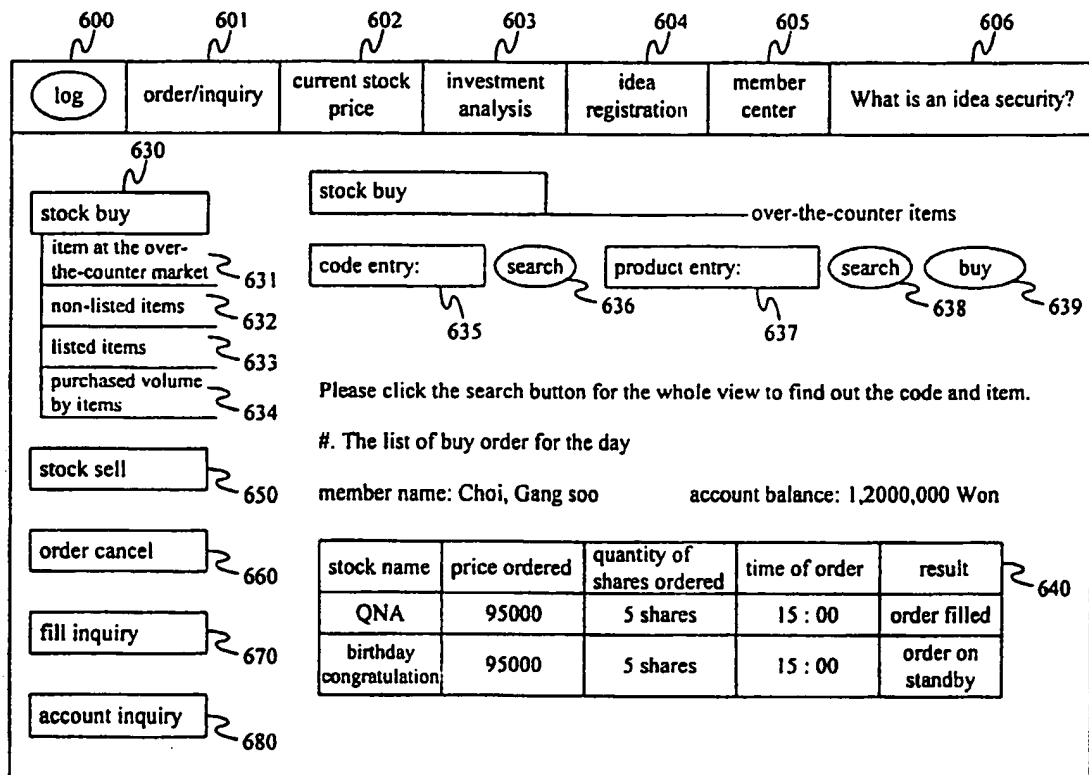 600 601 602 603 604 605 606
log order/inquiry current stock price investment analysis idea registration member center What is an idea security?
630
stock buy
item at the over-
the-counter market
631
non-listed items
632
listed items
633
purchased volume
by items
634
stock sell
650
order cancel
660
fill inquiry
670
account inquiry
680
stock buy
over-the-counter items
code entry: search product entry: search buy
635 636 637 638 639
Please click the search button for the whole view to find out the code and item.
#. The list of buy order for the day
member name: Choi, Gang soo account balance: 1,2000,000 Won
stock name price ordered quantity of shares ordered time of order result
640
QNA 95000 5 shares 15 : 00 order filled
birthday congratulation 95000 5 shares 15 : 00 order on standby